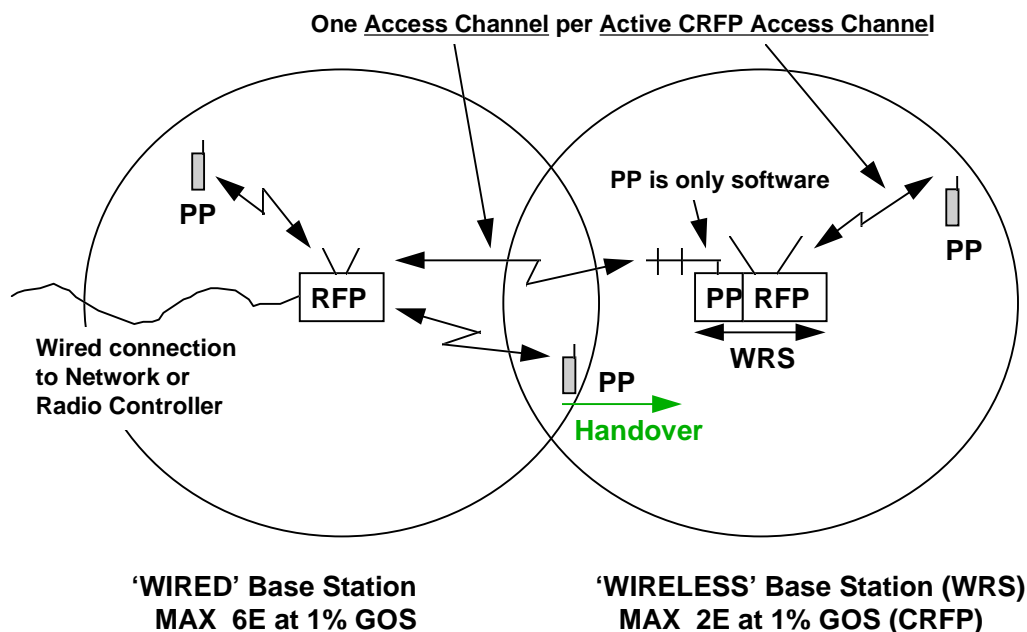 One Access Channel per Active CRFP Access Channel
PP is only software
PP
PP
RFP
PP
RFP
WRS
Wired connection
to Network or
Radio Controller
PP
Handover
‘WIRED’ Base Station
MAX 6E at 1% GOS
‘WIRELESS’ Base Station (WRS)
MAX 2E at 1% GOS (CRFP)